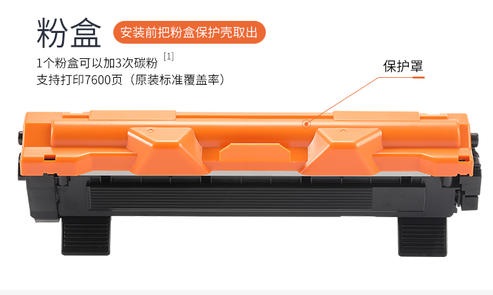 粉盒
安装前把粉盒保护壳取出
1个粉盒可以加3次碳粉 [1]
支持打印7600页（原装标准覆盖率）
保护罩